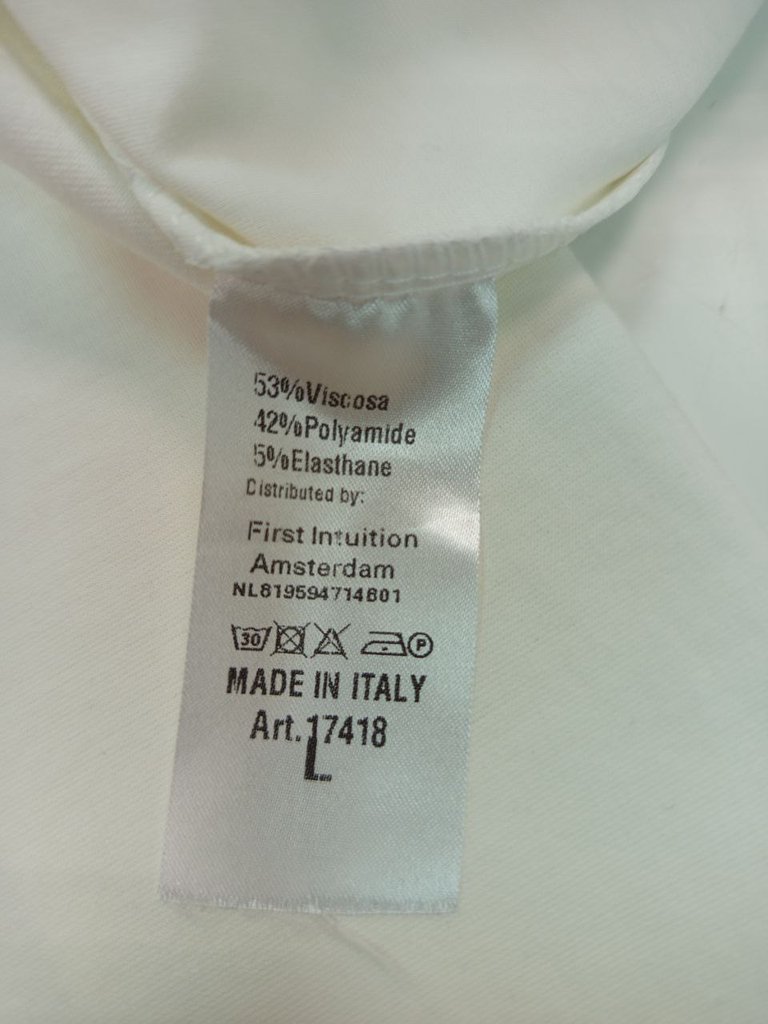 53%Viscosa
42%Polyamide
5%Elasthane
Distributed by:
First Intuition
Amsterdam
NL819594714B01
30 P
MADE IN ITALY
Art.17418
L